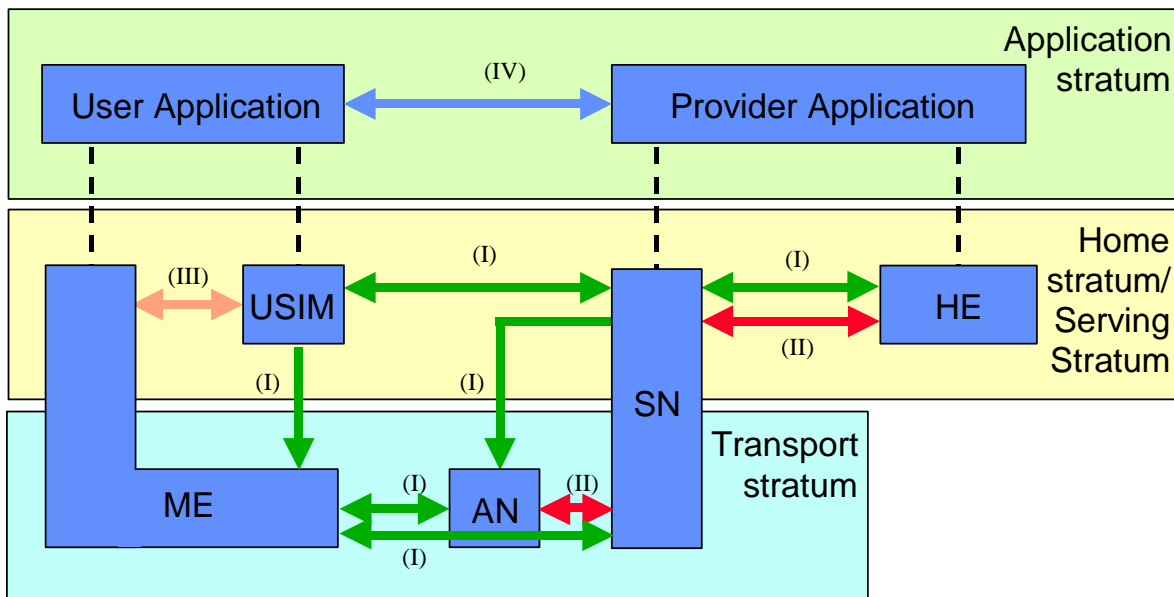 Application
stratum
(IV)
User Application
Provider Application
Home
stratum/
Serving
Stratum
(I)
(I)
(III)
USIM
HE
(II)
(I)
(I)
SN
Transport
stratum
(I)
(II)
ME
AN
(I)